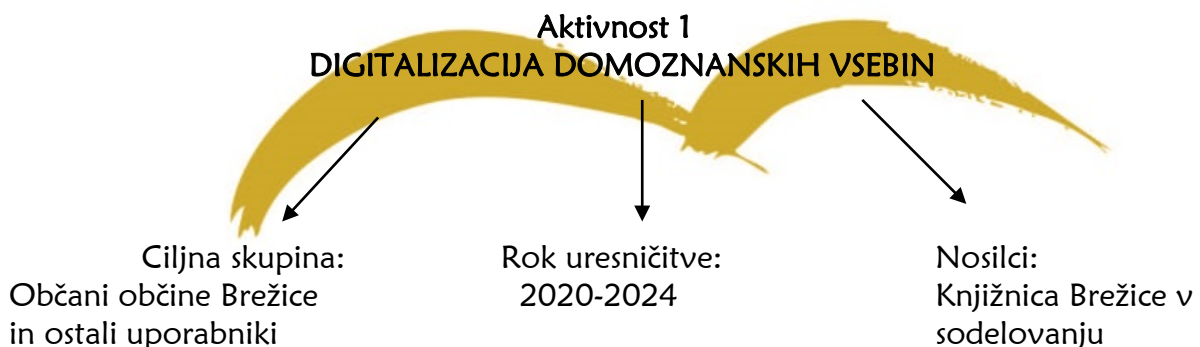 Aktivnost 1
DIGITALIZACIJA DOMOZNANSKIH VSEBIN
Ciljna skupina:
Občani občine Brežice
in ostali uporabniki
Rok uresničitve:
2020-2024
Nosilci:
Knjižnica Brežice v
sodelovanju